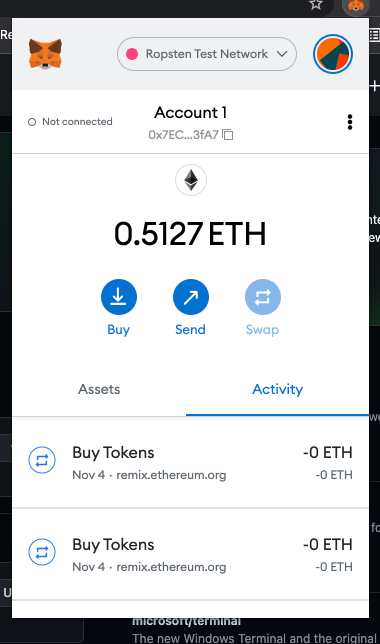 Re
Ropsten Test Network
Not connected
Account 1
0x7EC...3fA7
0.5127 ETH
Buy
Send
Swap
Assets
Activity
Buy Tokens
-0 ETH
Nov 4 · remix.ethereum.org
-0 ETH
Buy Tokens
-0 ETH
Nov 4 · remix.ethereum.org
-0 ETH
U
microsoft/terminal
The new Windows Terminal and the original